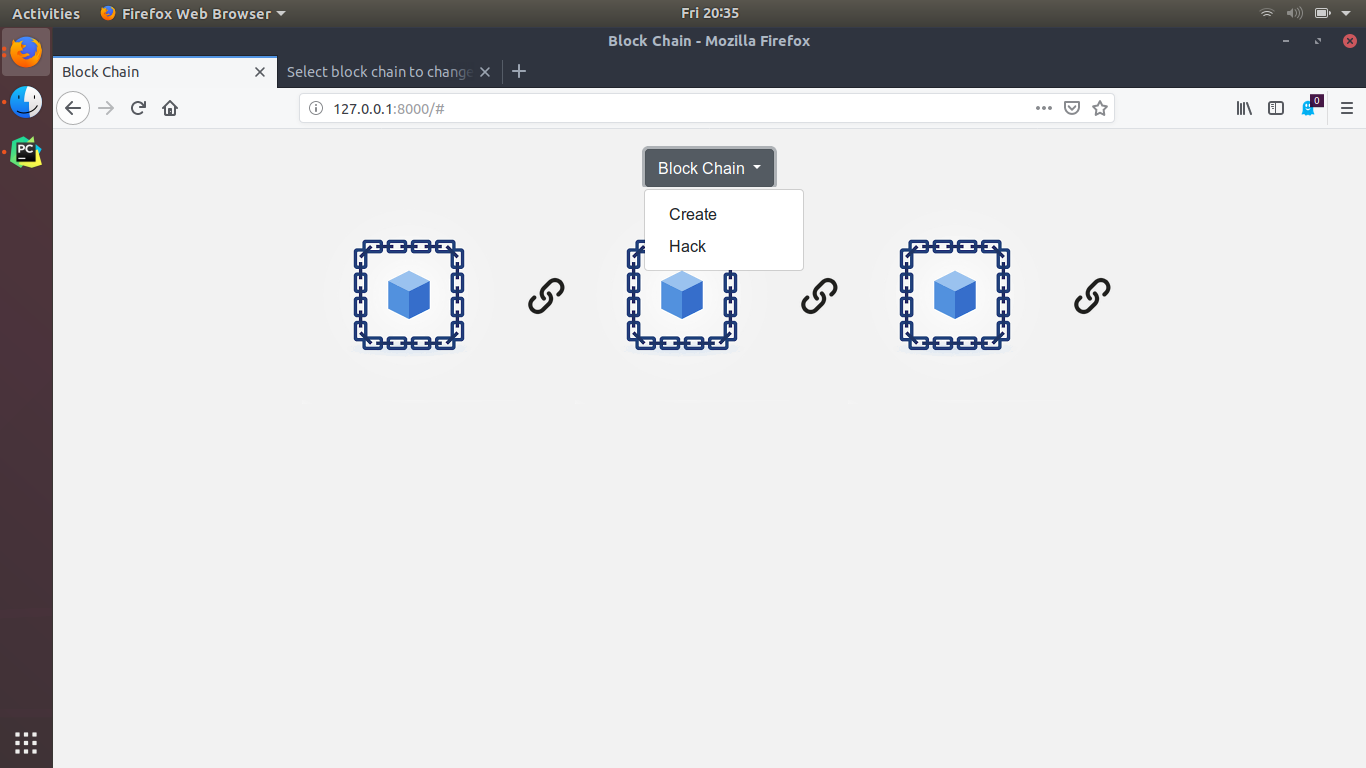 Activities Firefox Web Browser Fri 20:35
Block Chain - Mozilla Firefox
Block Chain Select block chain to change
127.0.0.1:8000/# 0
PC
Block Chain
Create
Hack